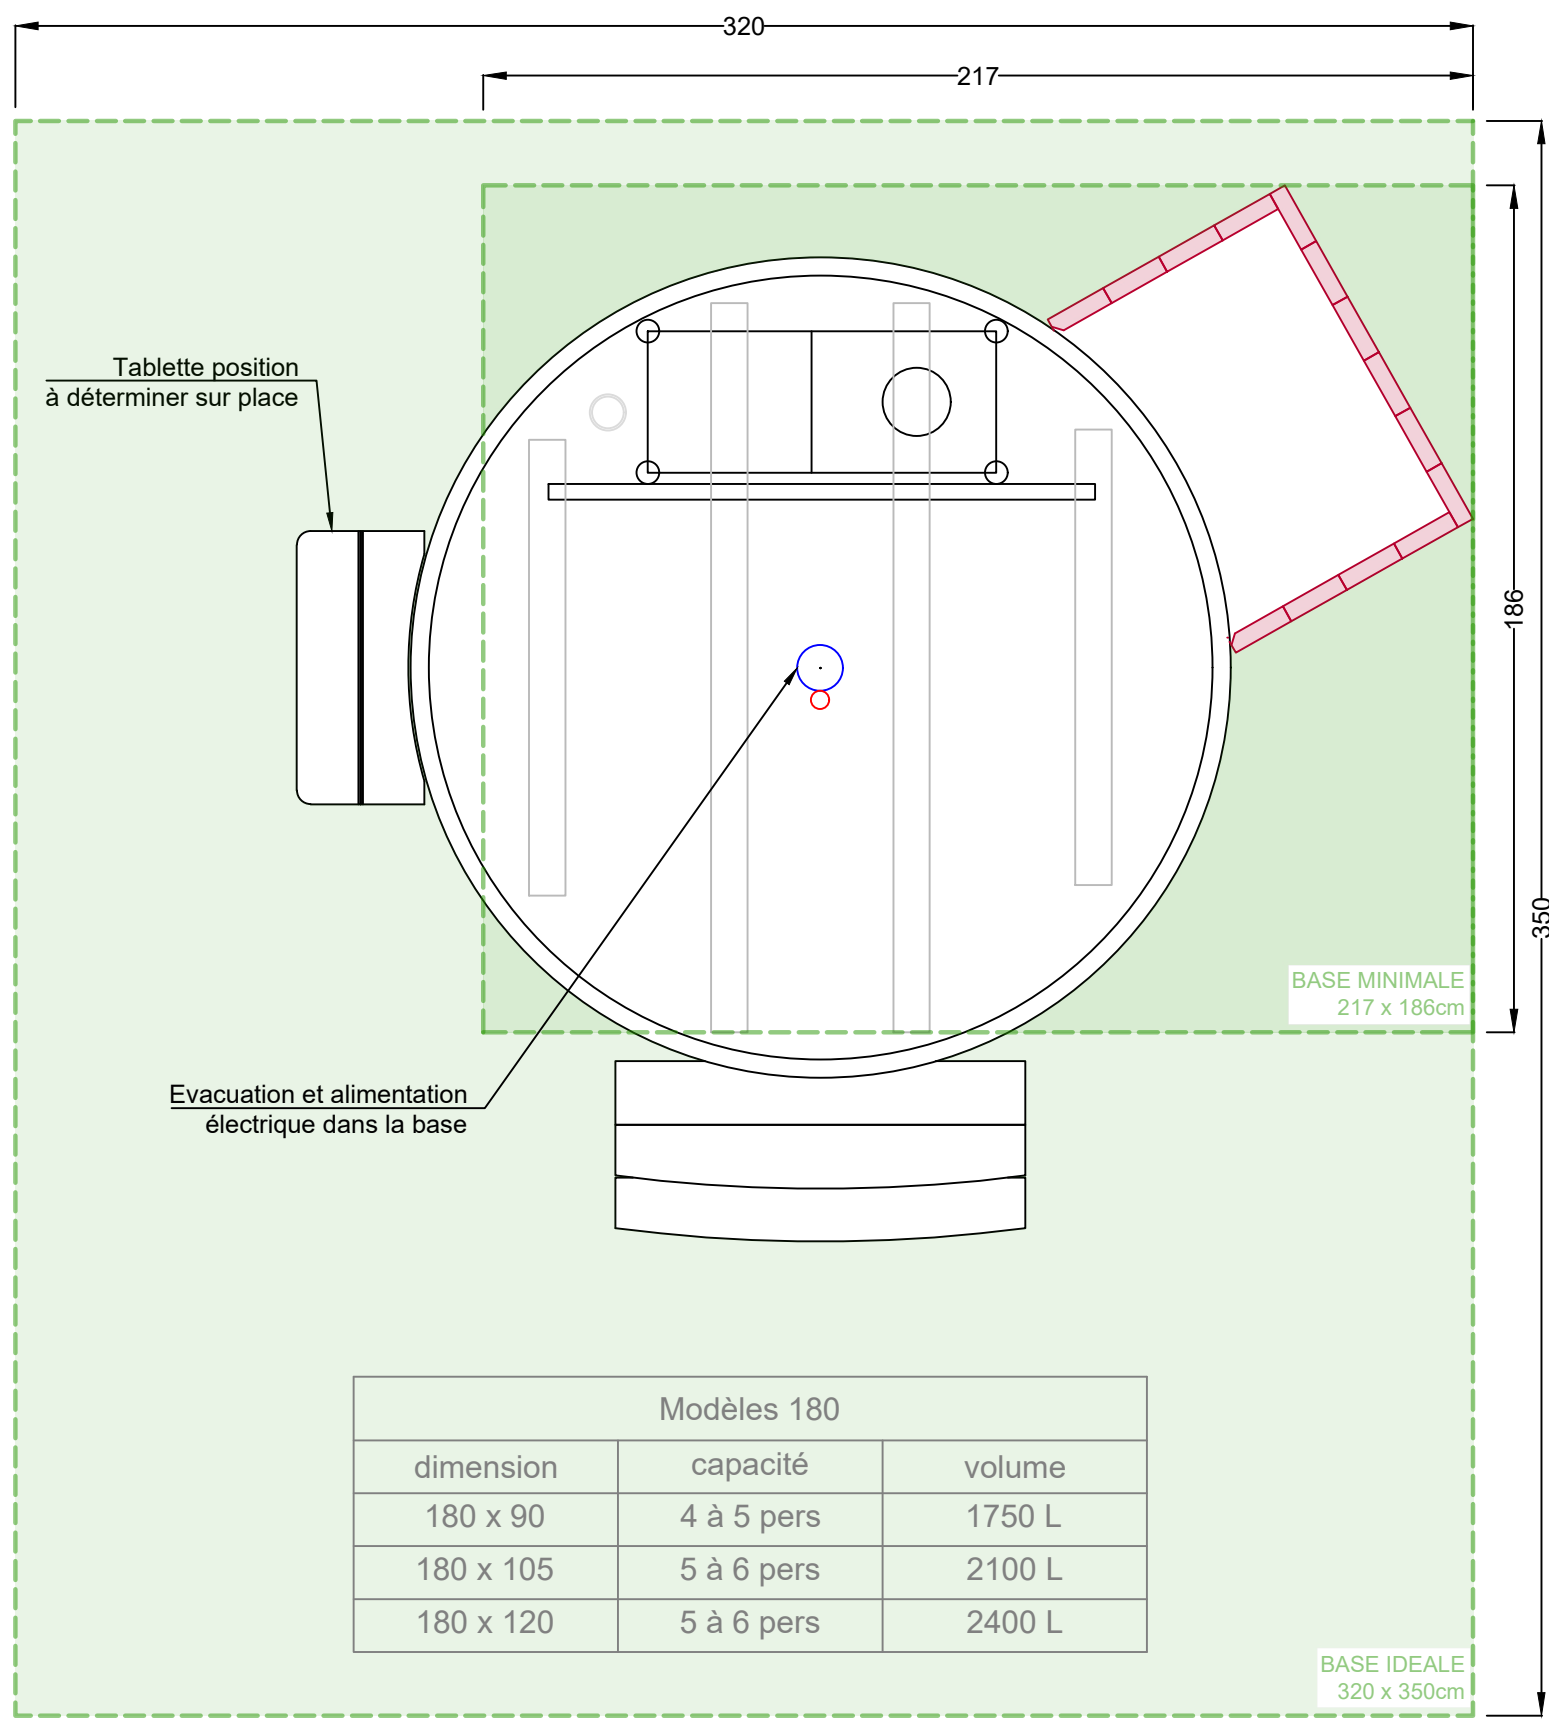 320
217
Tablette position
à déterminer sur place
186
350
BASE MINIMALE
217 x 186cm
Evacuation et alimentation
électrique dans la base
Modèles 180
dimension capacité volume
180 x 90 4 à 5 pers 1750 L
180 x 105 5 à 6 pers 2100 L
180 x 120 5 à 6 pers 2400 L
BASE IDEALE
320 x 350cm